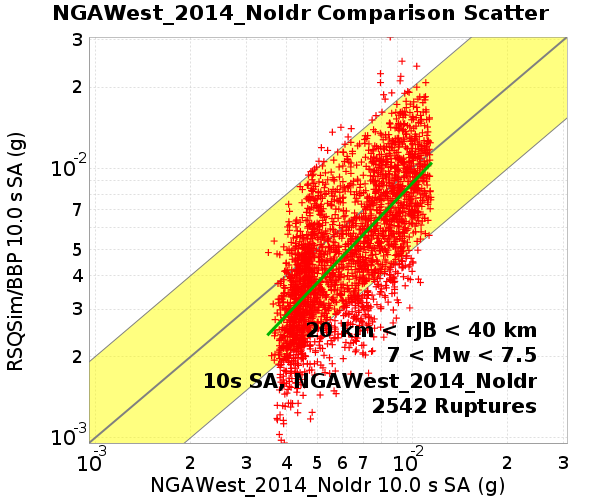 NGAWest_2014_NoIdr Comparison Scatter
RSQSim/BBP 10.0 s SA (g)
3
2
10-2
7
5
4
3
2
10-3
20 km < rJB < 40 km
7 < Mw < 7.5
10s SA, NGAWest_2014_NoIdr
2542 Ruptures
10-3 2 3 4 5 6 7 10-2 2 3
NGAWest_2014_NoIdr 10.0 s SA (g)